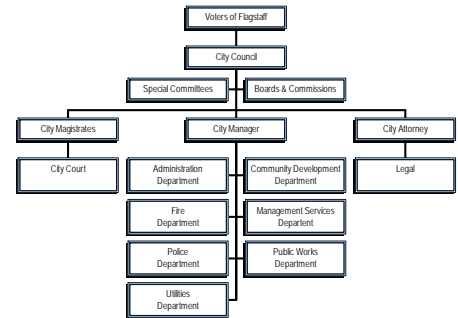 Voters of Flagstaff
City Council
Special Committees
Boards & Commissions
City Magistrates
City Manager
City Attorney
City Court
Administration
Department
Community Development
Department
Legal
Fire
Department
Management Services
Departent
Police
Department
Public Works
Department
Utilities
Department